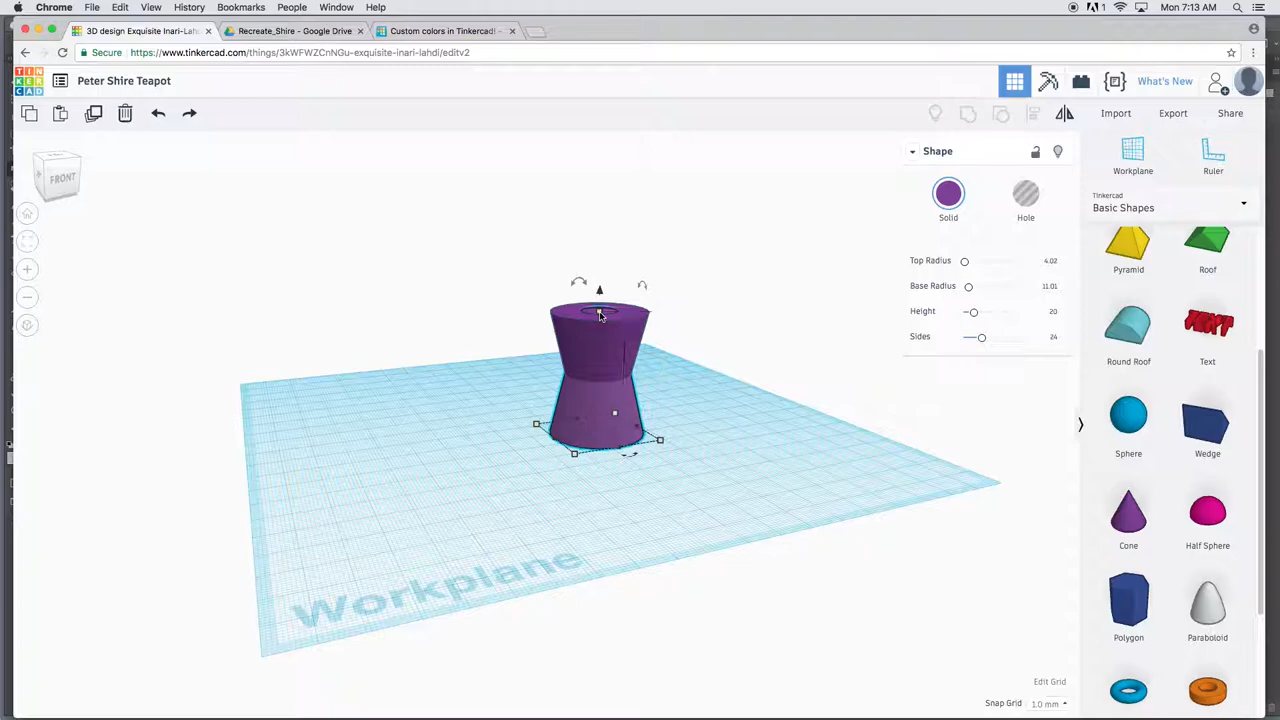 Chrome File Edit View History Bookmarks People Window Help
Mon 7:13 AM
3D design Exquisite Inari-Lah
Recreate_Shire - Google Drive
Custom colors in Tinkercad! -
Secure https://www.tinkercad.com/things/3kWFWZCnNGu-exquisite-inari-lahdi/editv2
TIN
KER
CAD
Peter Shire Teapot
What's New
Import Export Share
FRONT
Shape
Solid Hole
Top Radius 4.02
Base Radius 11.01
Height 20
Sides 24
Workplane Ruler
Tinkercad
Basic Shapes
Pyramid Roof
Round Roof Text
Sphere Wedge
Cone Half Sphere
Polygon Paraboloid
Workplane
Edit Grid
Snap Grid 1.0 mm